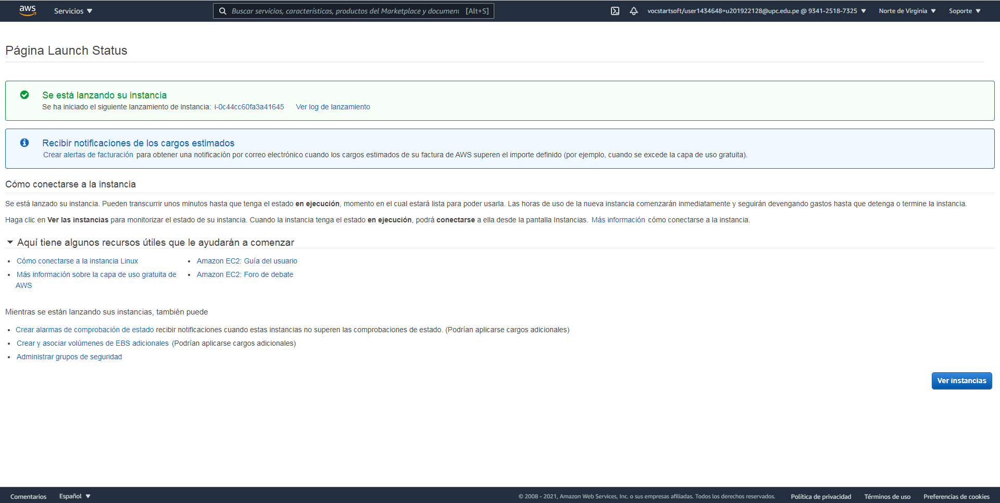 aws
Servicios
Buscar servicios, características, productos del Marketplace y document [Alt+S]
vocstartsoft/user1434648=u201922128@upc.edu.pe @ 9341-2518-7325
Norte de Virginia
Soporte
Página Launch Status
Se está lanzando su instancia
Se ha iniciado el siguiente lanzamiento de instancia: i-0c44cc60fa3a41645 Ver log de lanzamiento
Recibir notificaciones de los cargos estimados
Crear alertas de facturación para obtener una notificación por correo electrónico cuando los cargos estimados de su factura de AWS superen el importe definido (por ejemplo, cuando se excede la capa de uso gratuita).
Cómo conectarse a la instancia
Se está lanzado su instancia. Pueden transcurrir unos minutos hasta que tenga el estado en ejecución, momento en el cual estará lista para poder usarla. Las horas de uso de la nueva instancia comenzarán inmediatamente y seguirán devengando gastos hasta que detenga o termine la instancia.
Haga clic en Ver las instancias para monitorizar el estado de su instancia. Cuando la instancia tenga el estado en ejecución, podrá conectarse a ella desde la pantalla Instancias. Más información cómo conectarse a la instancia.
Aquí tiene algunos recursos útiles que le ayudarán a comenzar
• Cómo conectarse a la instancia Linux
• Más información sobre la capa de uso gratuita de
AWS
• Amazon EC2: Guía del usuario
• Amazon EC2: Foro de debate
Mientras se están lanzando sus instancias, también puede
• Crear alarmas de comprobación de estado recibir notificaciones cuando estas instancias no superen las comprobaciones de estado. (Podrían aplicarse cargos adicionales)
• Crear y asociar volúmenes de EBS adicionales (Podrían aplicarse cargos adicionales)
• Administrar grupos de seguridad
Ver instancias
Comentarios
Español
© 2008 - 2021, Amazon Web Services, Inc. o sus empresas afiliadas. Todos los derechos reservados.
Política de privacidad
Términos de uso
Preferencias de cookies